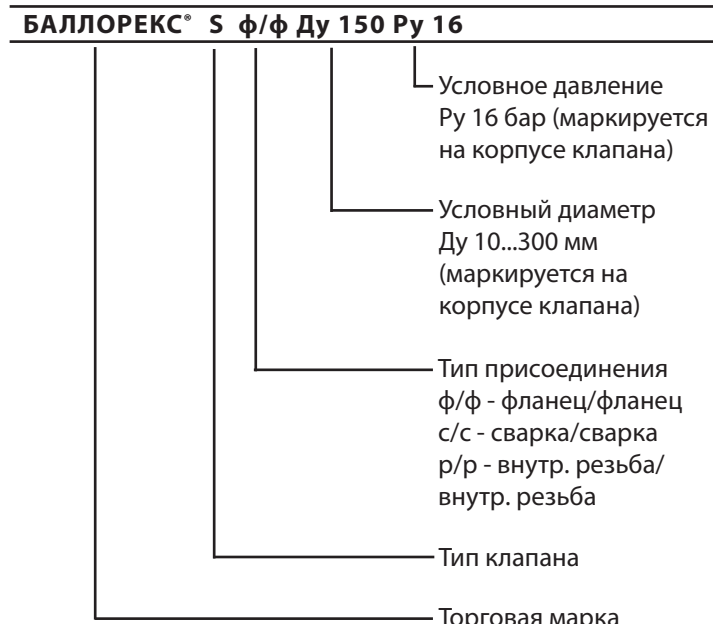 БАЛЛОРЕКС® S ф/ф Ду 150 Ру 16
Условное давление
Ру 16 бар (маркируется
на корпусе клапана)
Условный диаметр
Ду 10...300 мм
(маркируется на
корпусе клапана)
Тип присоединения
ф/ф - фланец/фланец
с/с - сварка/сварка
р/р - внутр. резьба/
внутр. резьба
Тип клапана
Торговая марка